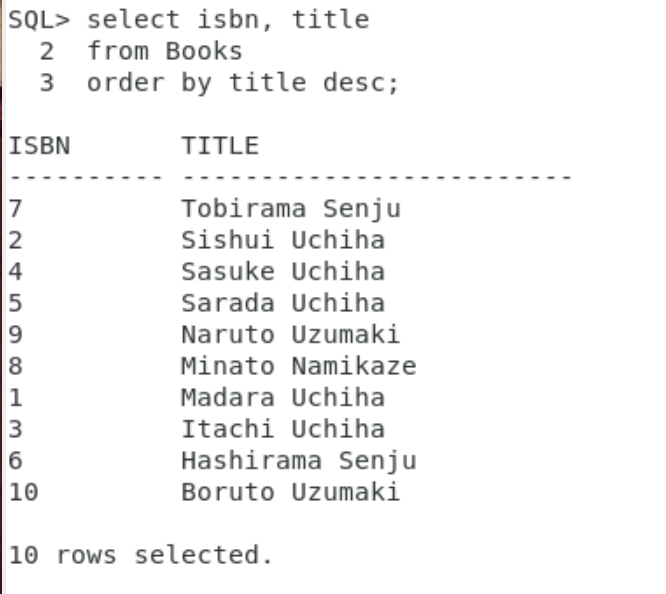 SQL> select isbn, title
  2  from Books
  3  order by title desc;
ISBN       TITLE
---------- -------------------------
7          Tobirama Senju
2          Sishui Uchiha
4          Sasuke Uchiha
5          Sarada Uchiha
9          Naruto Uzumaki
8          Minato Namikaze
1          Madara Uchiha
3          Itachi Uchiha
6          Hashirama Senju
10         Boruto Uzumaki
10 rows selected.